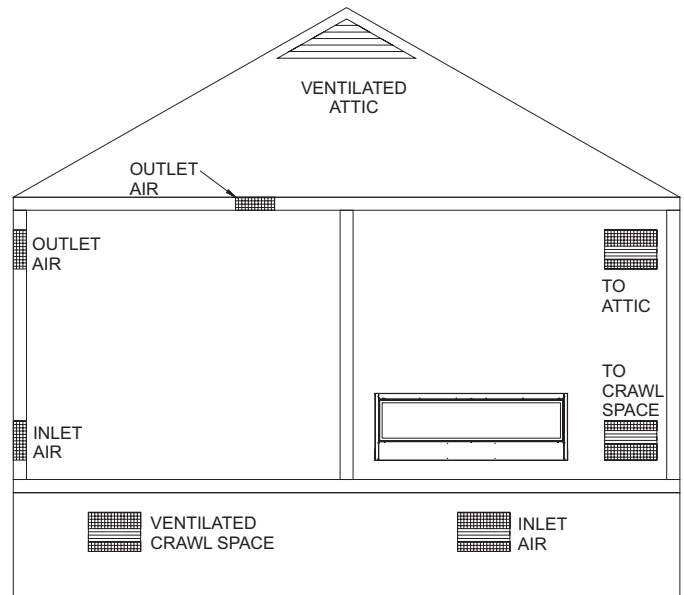 VENTILATED
ATTIC
OUTLET
AIR
OUTLET
AIR
TO
ATTIC
TO
CRAWL
SPACE
INLET
AIR
VENTILATED
CRAWL SPACE
INLET
AIR